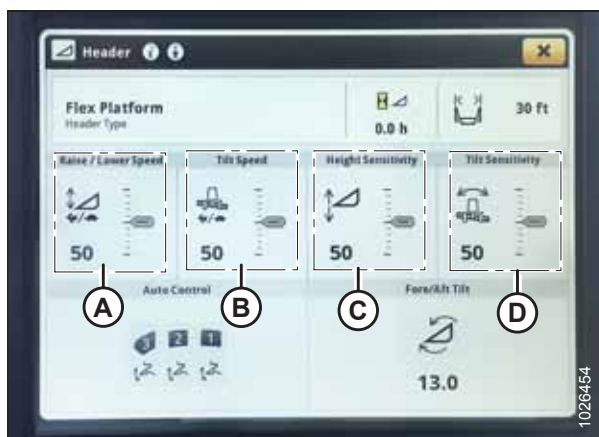 Header i
Flex Platform
Header Type
0.0 h
30 ft
Raise / Lower Speed
Tilt Speed
Height Sensitivity
Tilt Sensitivity
50
50
50
50
A
B
C
D
Auto Control
Fore/Aft Tilt
3 2 1
13.0
1026454